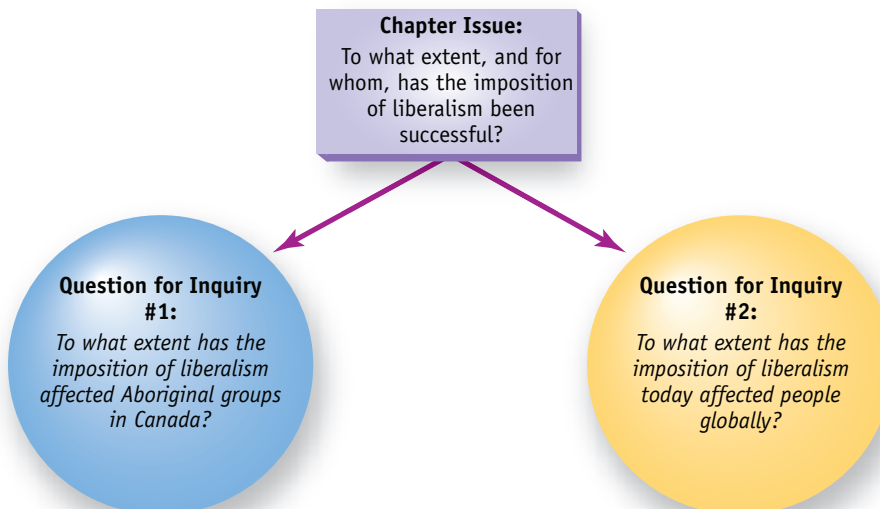 Chapter Issue:
To what extent, and for
whom, has the imposition
of liberalism been
successful?
Question for Inquiry
#1:
To what extent has the
imposition of liberalism
affected Aboriginal groups
in Canada?
Question for Inquiry
#2:
To what extent has the
imposition of liberalism
today affected people
globally?